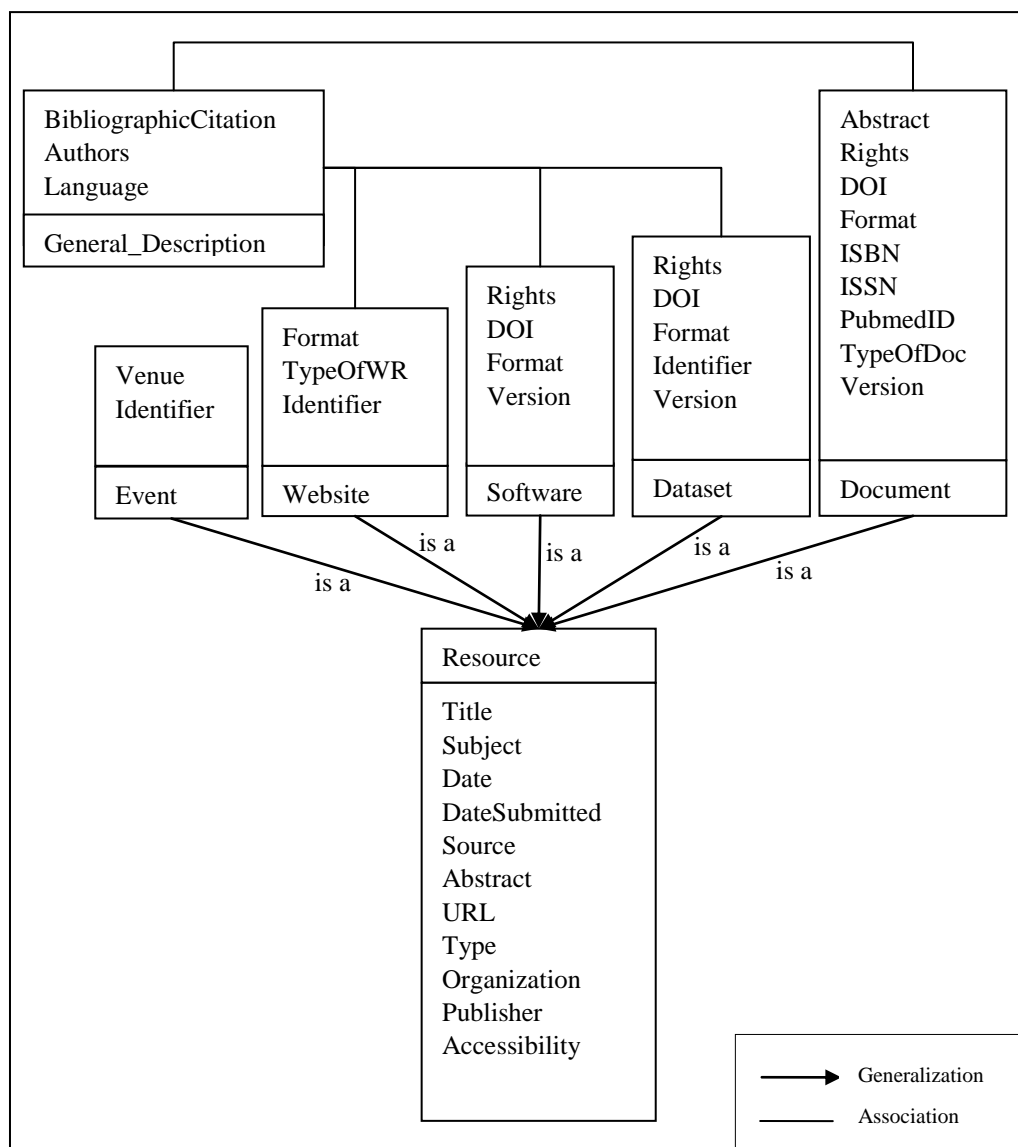 BibliographicCitation
Authors
Language
General_Description
Venue
Identifier
Event
Format
TypeOfWR
Identifier
Website
Rights
DOI
Format
Version
Software
Rights
DOI
Format
Identifier
Version
Dataset
Abstract
Rights
DOI
Format
ISBN
ISSN
PubmedID
TypeOfDoc
Version
Document
is a
is a
is a
is a
is a
Resource
Title
Subject
Date
DateSubmitted
Source
Abstract
URL
Type
Organization
Publisher
Accessibility
Generalization
Association